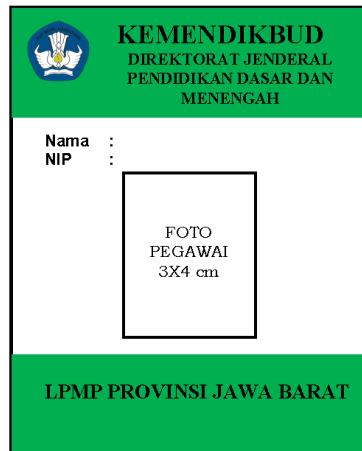 KEMENDIKBUD
DIREKTORAT JENDERAL
PENDIDIKAN DASAR DAN
MENENGAH
Nama :
NIP :
FOTO
PEGAWAI
3X4 cm
LPMP PROVINSI JAWA BARAT